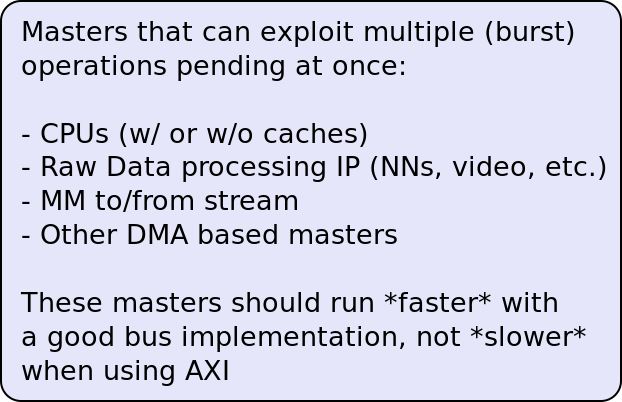 Masters that can exploit multiple (burst)
operations pending at once:
- CPUs (w/ or w/o caches)
- Raw Data processing IP (NNs, video, etc.)
- MM to/from stream
- Other DMA based masters
These masters should run *faster* with
a good bus implementation, not *slower*
when using AXI